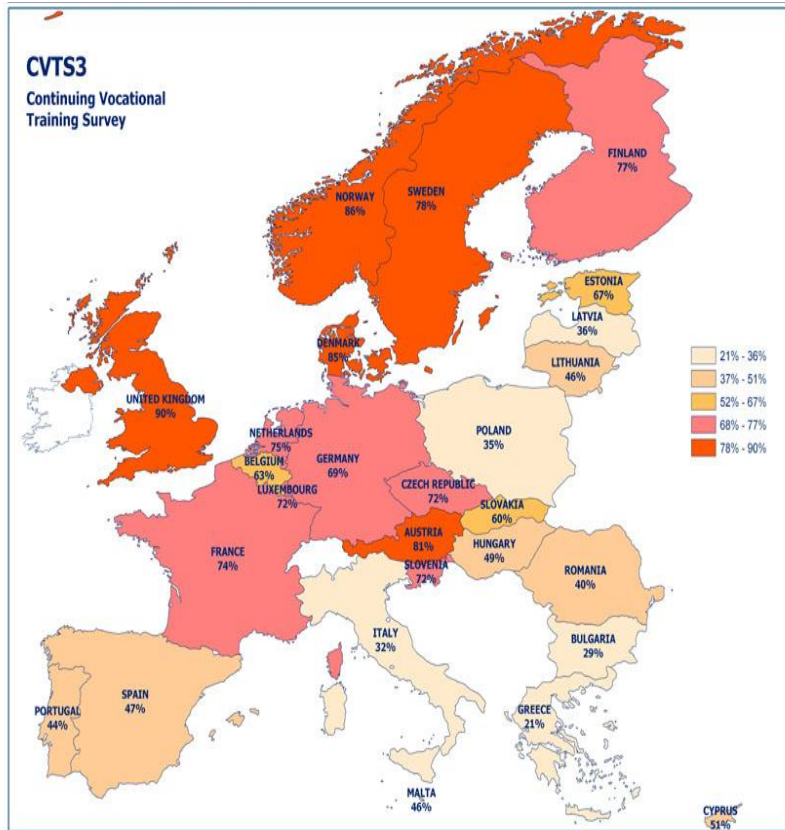 CVTS3
Continuing Vocational
Training Survey
FINLAND
77%
NORWAY
86%
SWEDEN
78%
ESTONIA
67%
LATVIA
36%
LITHUANIA
46%
DENMARK
85%
21% - 36%
37% - 51%
52% - 67%
68% - 77%
78% - 90%
UNITED KINGDOM
90%
NETHERLANDS
75%
POLAND
35%
BELGIUM
63%
GERMANY
69%
LUXEMBOURG
72%
CZECH REPUBLIC
72%
SLOVAKIA
60%
AUSTRIA
81%
HUNGARY
49%
FRANCE
74%
SLOVENIA
72%
ROMANIA
40%
ITALY
32%
BULGARIA
29%
SPAIN
47%
PORTUGAL
44%
GREECE
21%
MALTA
46%
CYPRUS
51%